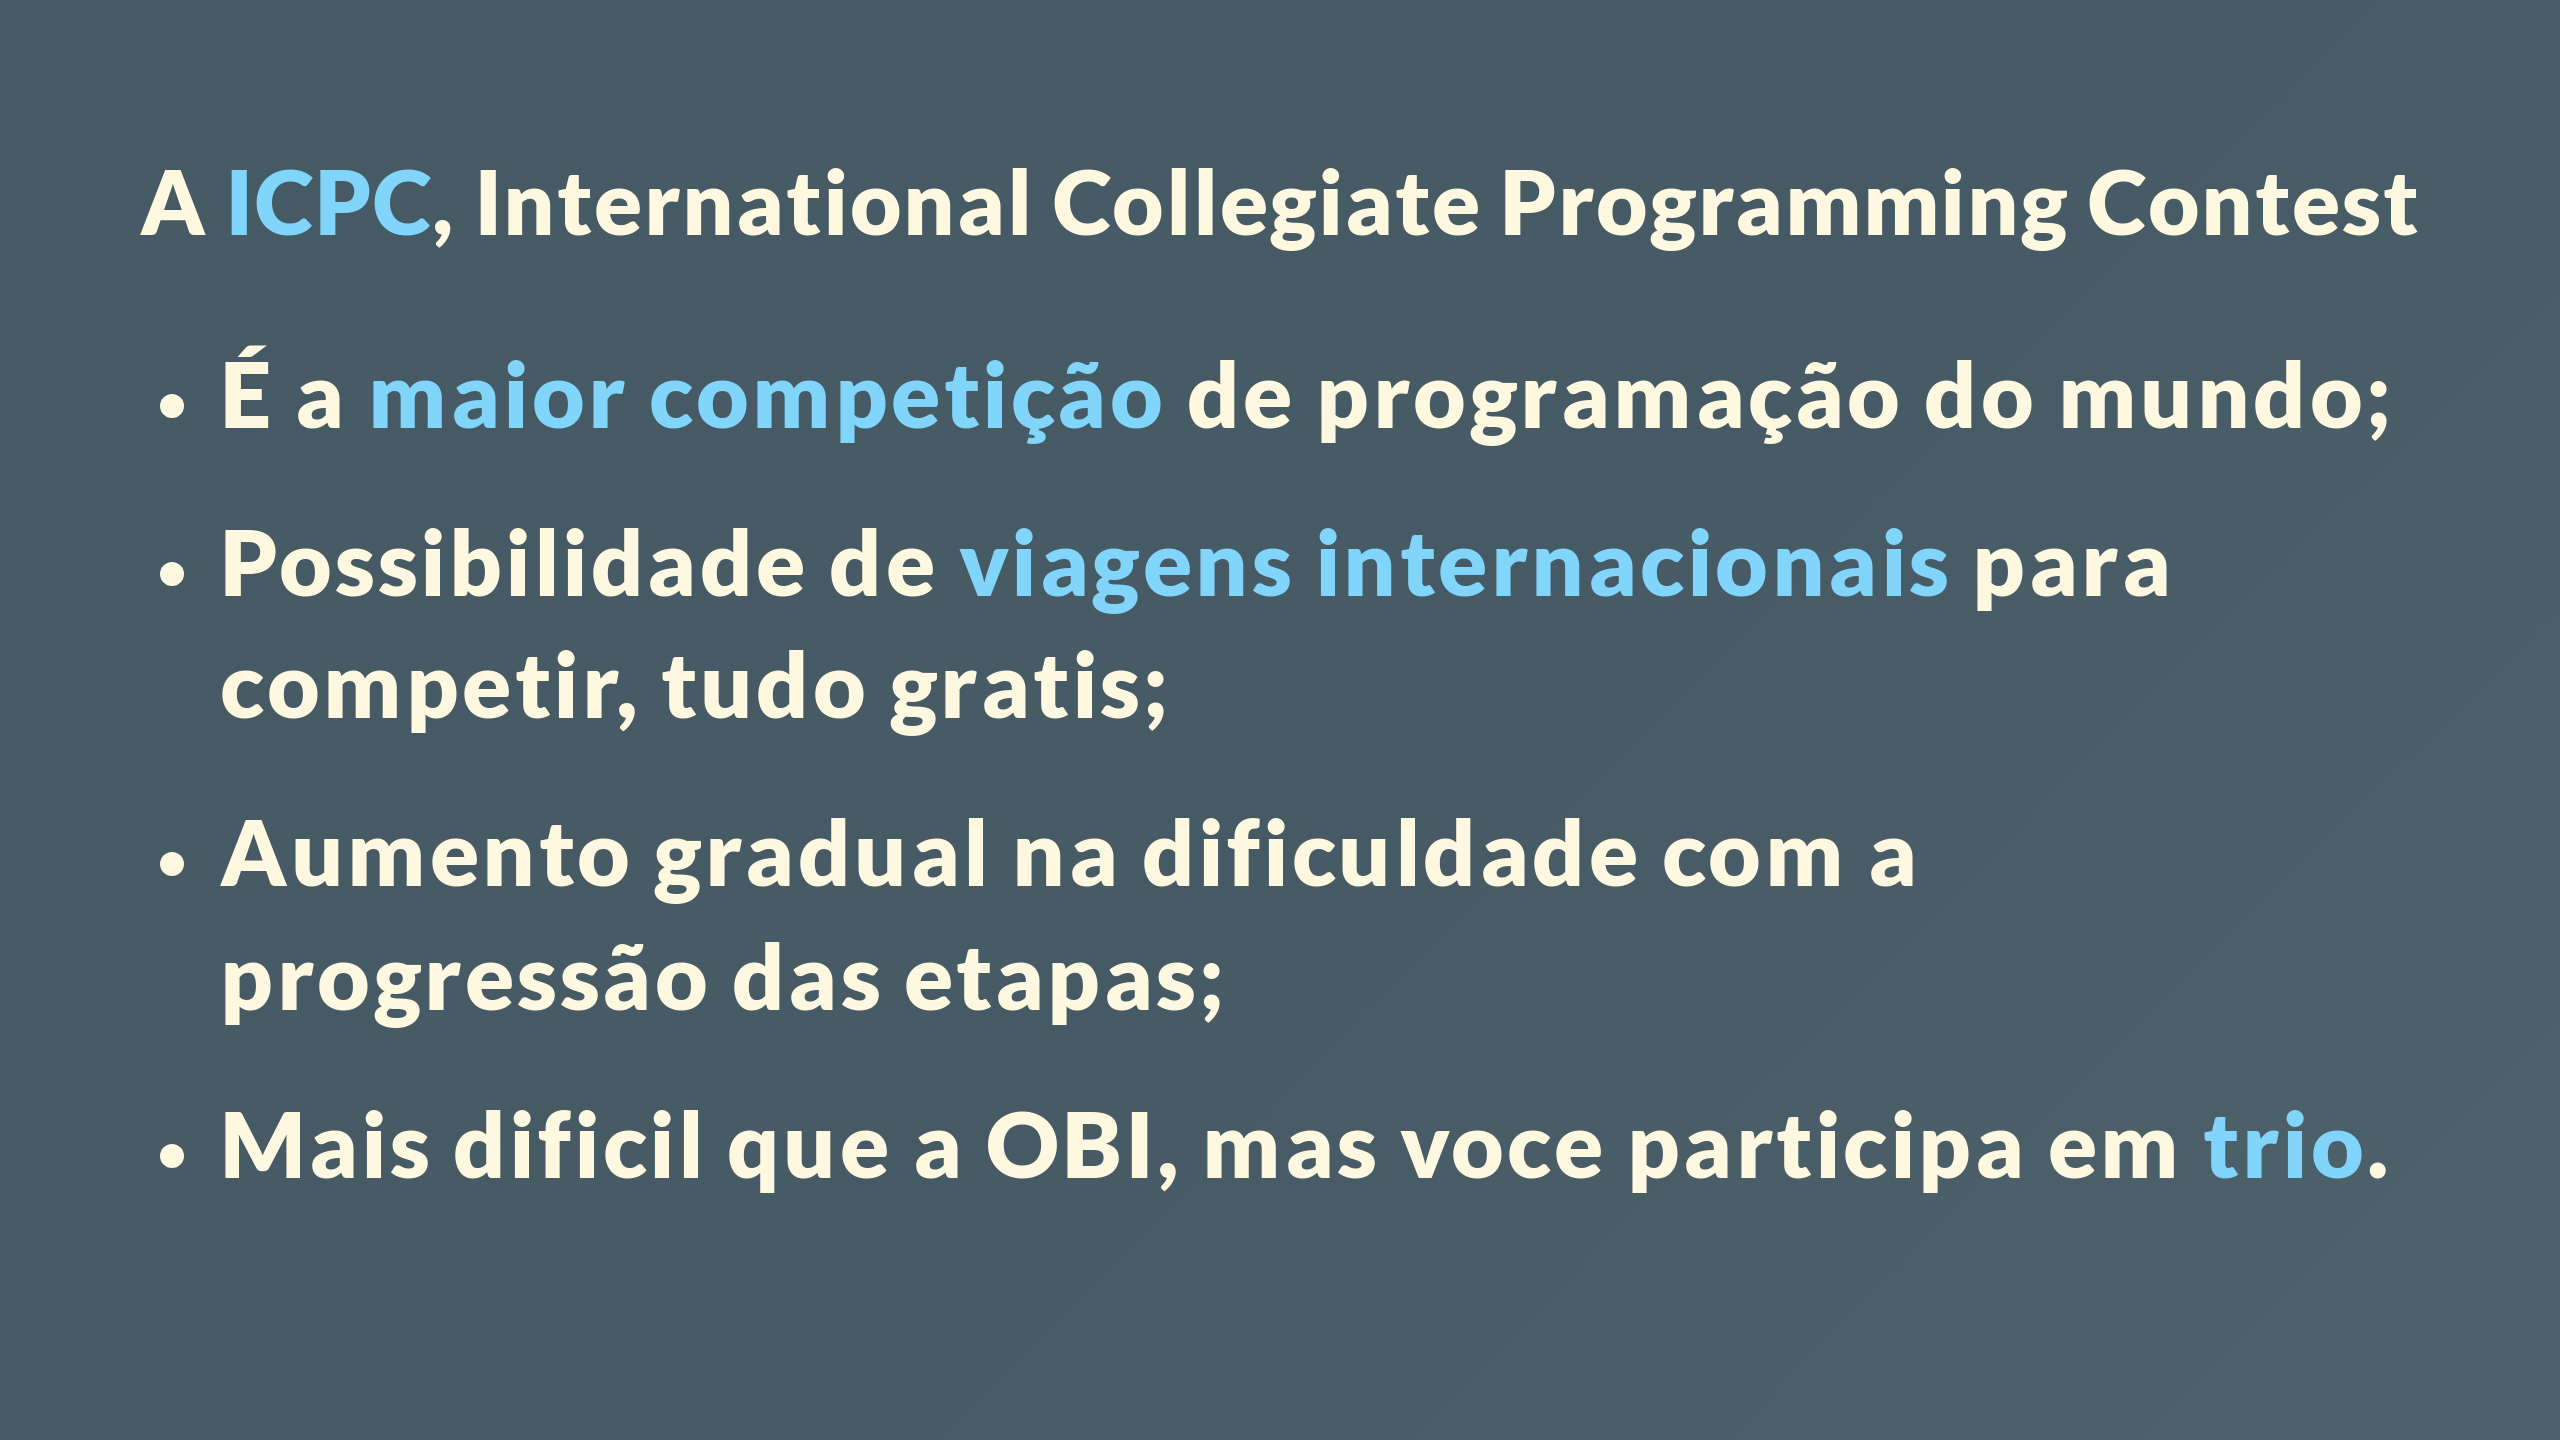 A ICPC, International Collegiate Programming Contest
• É a maior competição de programação do mundo;
• Possibilidade de viagens internacionais para
competir, tudo gratis;
• Aumento gradual na dificuldade com a
progressão das etapas;
• Mais dificil que a OBI, mas voce participa em trio.